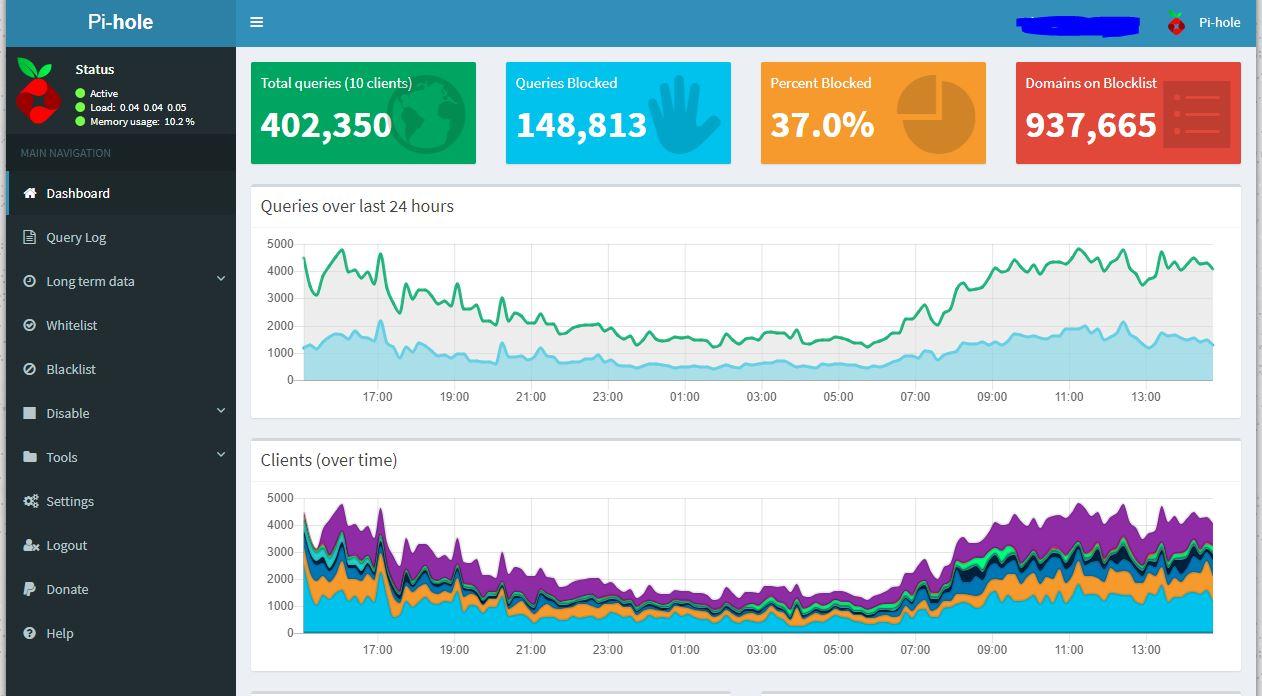 Pi-hole
Pi-hole
Status
Active
Load: 0.04 0.04 0.05
Memory usage: 10.2 %
MAIN NAVIGATION
Dashboard
Query Log
Long term data
Whitelist
Blacklist
Disable
Tools
Settings
Logout
Donate
Help
Total queries (10 clients)
402,350
Queries Blocked
148,813
Percent Blocked
37.0%
Domains on Blocklist
937,665
Queries over last 24 hours
5000
4000
3000
2000
1000
0
17:00 19:00 21:00 23:00 01:00 03:00 05:00 07:00 09:00 11:00 13:00
Clients (over time)
5000
4000
3000
2000
1000
0
17:00 19:00 21:00 23:00 01:00 03:00 05:00 07:00 09:00 11:00 13:00